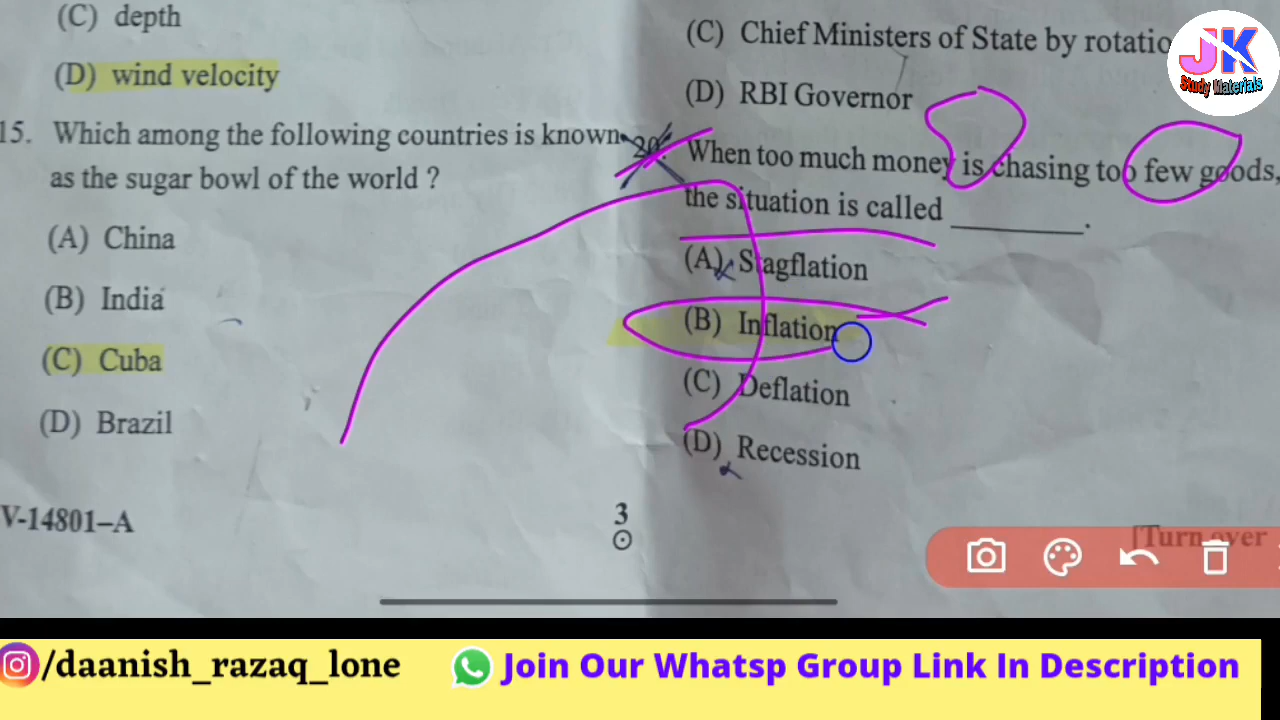 (C) depth
(D) wind velocity
15. Which among the following countries is known
as the sugar bowl of the world ?
(A) China
(B) India
(C) Cuba
(D) Brazil
V-14801–A
3
(C) Chief Ministers of State by rotatio
(D) RBI Governor
20. When too much money is chasing too few goods,
the situation is called ________.
(A) Stagflation
(B) Inflation
(C) Deflation
(D) Recession
[Turn over
JK
Study Materials
/daanish_razaq_lone
Join Our Whatsp Group Link In Description